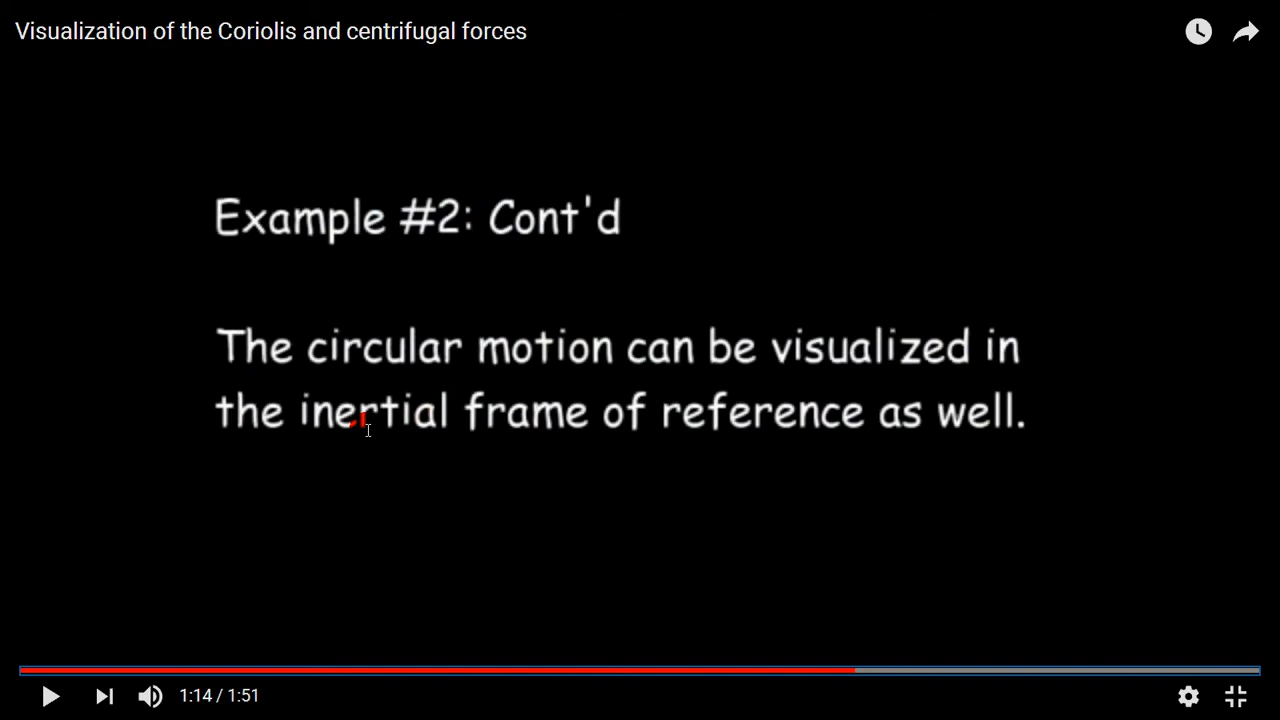 Visualization of the Coriolis and centrifugal forces
Example #2: Cont'd
The circular motion can be visualized in
the inertial frame of reference as well.
1:14 / 1:51